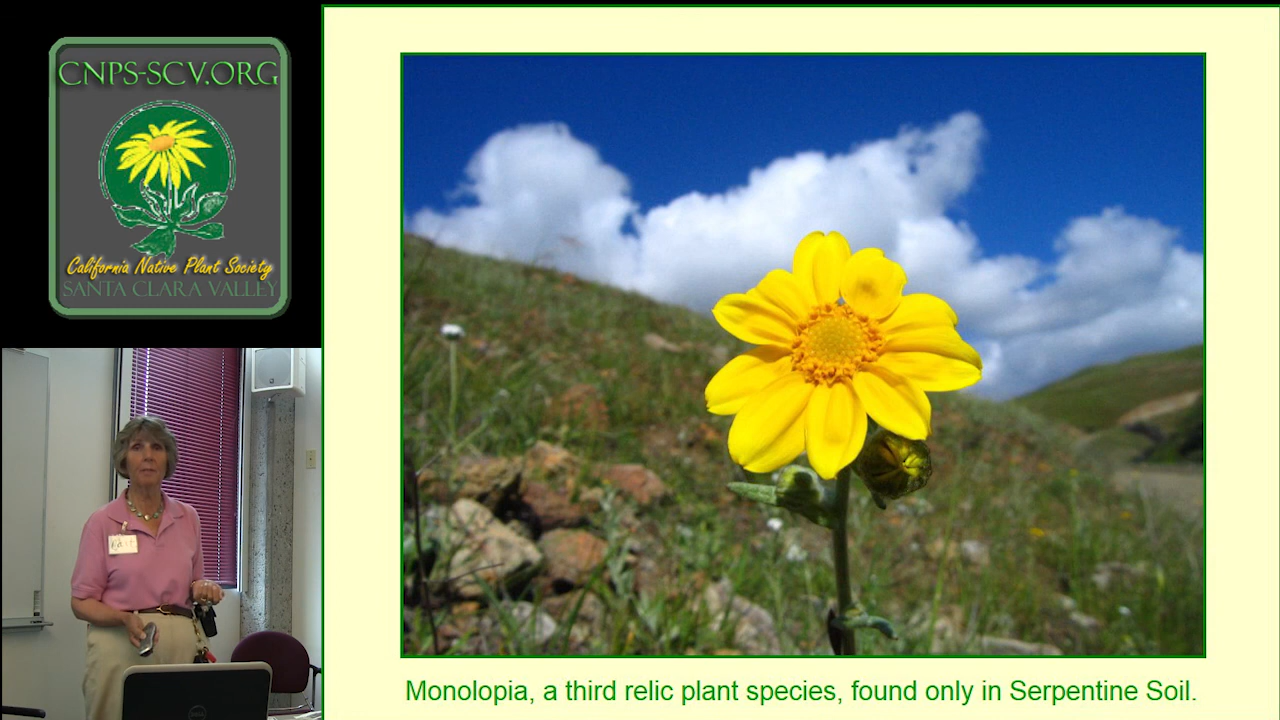 CNPS-SCV.ORG
California Native Plant Society
SANTA CLARA VALLEY
Monolopia, a third relic plant species, found only in Serpentine Soil.